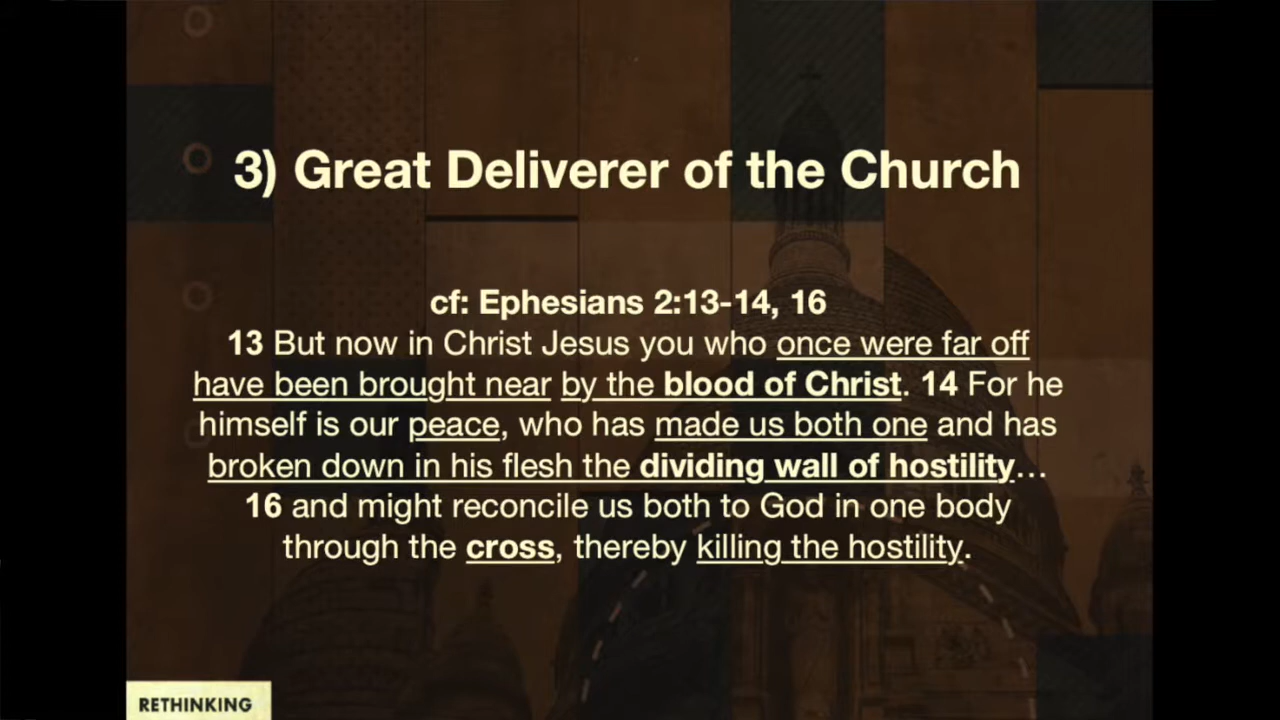 3) Great Deliverer of the Church
cf: Ephesians 2:13-14, 16
13 But now in Christ Jesus you who once were far off
have been brought near by the blood of Christ. 14 For he
himself is our peace, who has made us both one and has
broken down in his flesh the dividing wall of hostility…
16 and might reconcile us both to God in one body
through the cross, thereby killing the hostility.
RETHINKING